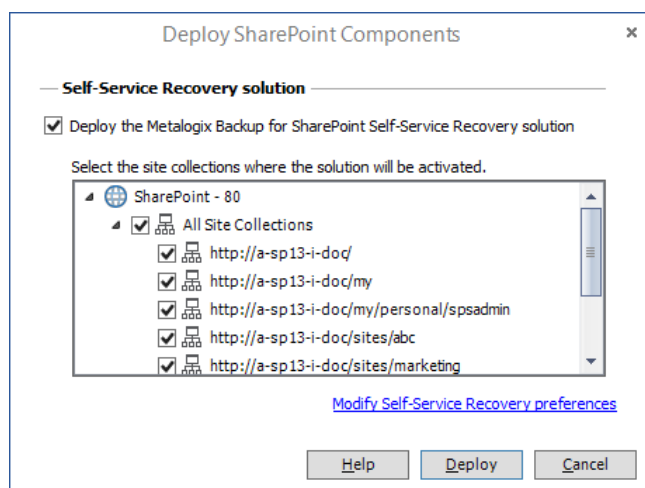 Deploy SharePoint Components
Self-Service Recovery solution
Deploy the Metalogix Backup for SharePoint Self-Service Recovery solution
Select the site collections where the solution will be activated.
SharePoint - 80
All Site Collections
http://a-sp13-i-doc/
http://a-sp13-i-doc/my
http://a-sp13-i-doc/my/personal/spsadmin
http://a-sp13-i-doc/sites/abc
http://a-sp13-i-doc/sites/marketing
Modify Self-Service Recovery preferences
Help Deploy Cancel